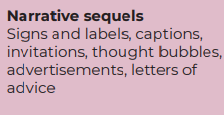 Narrative sequels
Signs and labels, captions,
invitations, thought bubbles,
advertisements, letters of
advice